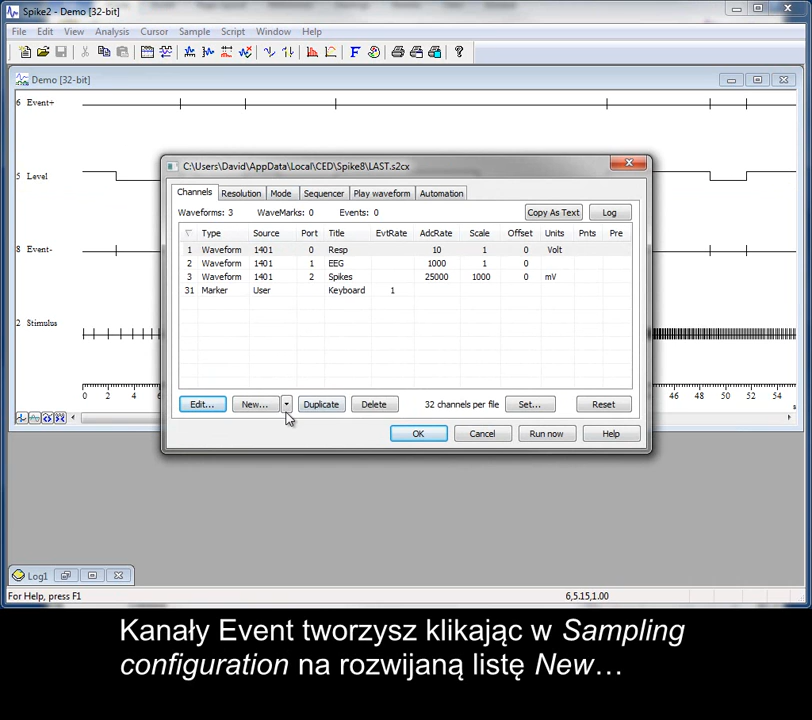 Spike2 - Demo [32-bit]
File Edit View Analysis Cursor Sample Script Window Help
Demo [32-bit]
6 Event+
5 Level
8 Event-
2 Stimulus
0 2 4 6 8
46 48 50 52 54
C:\Users\David\AppData\Local\CED\Spike8\LAST.s2cx
Channels Resolution Mode Sequencer Play waveform Automation
Waveforms: 3 WaveMarks: 0 Events: 0 Copy As Text Log
Type Source Port Title EvtRate AdcRate Scale Offset Units Pnts Pre
1 Waveform 1401 0 Resp 10 1 0 Volt
2 Waveform 1401 1 EEG 1000 1 0
3 Waveform 1401 2 Spikes 25000 1000 0 mV
31 Marker User Keyboard 1
Edit... New... Duplicate Delete 32 channels per file Set... Reset
OK Cancel Run now Help
Log1
For Help, press F1 6,5.15,1.00
Kanały Event tworzysz klikając w Sampling
configuration na rozwijaną listę New…